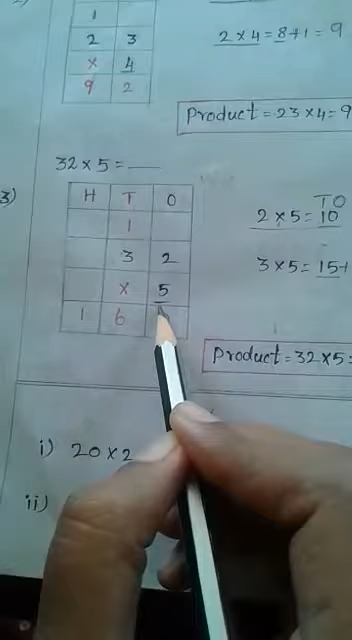 1
2 3
x 4
9 2
2 x 4 = 8 + 1 = 9
Product = 23 x 4 = 9
32 x 5 = __
3)
H T O
1
3 2
x 5
1 6
T O
2 x 5 = 10
3 x 5 = 15 +
Product = 32 x 5 =
i) 20 x 2
ii)